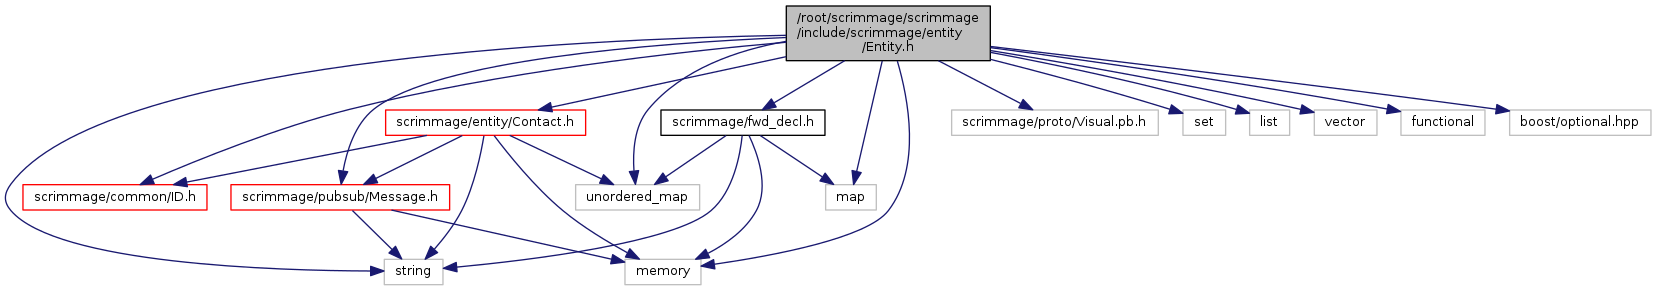 /root/scrimmage/scrimmage
/include/scrimmage/entity
/Entity.h
scrimmage/entity/Contact.h
scrimmage/fwd_decl.h
scrimmage/proto/Visual.pb.h
set
list
vector
functional
boost/optional.hpp
scrimmage/common/ID.h
scrimmage/pubsub/Message.h
unordered_map
map
string
memory